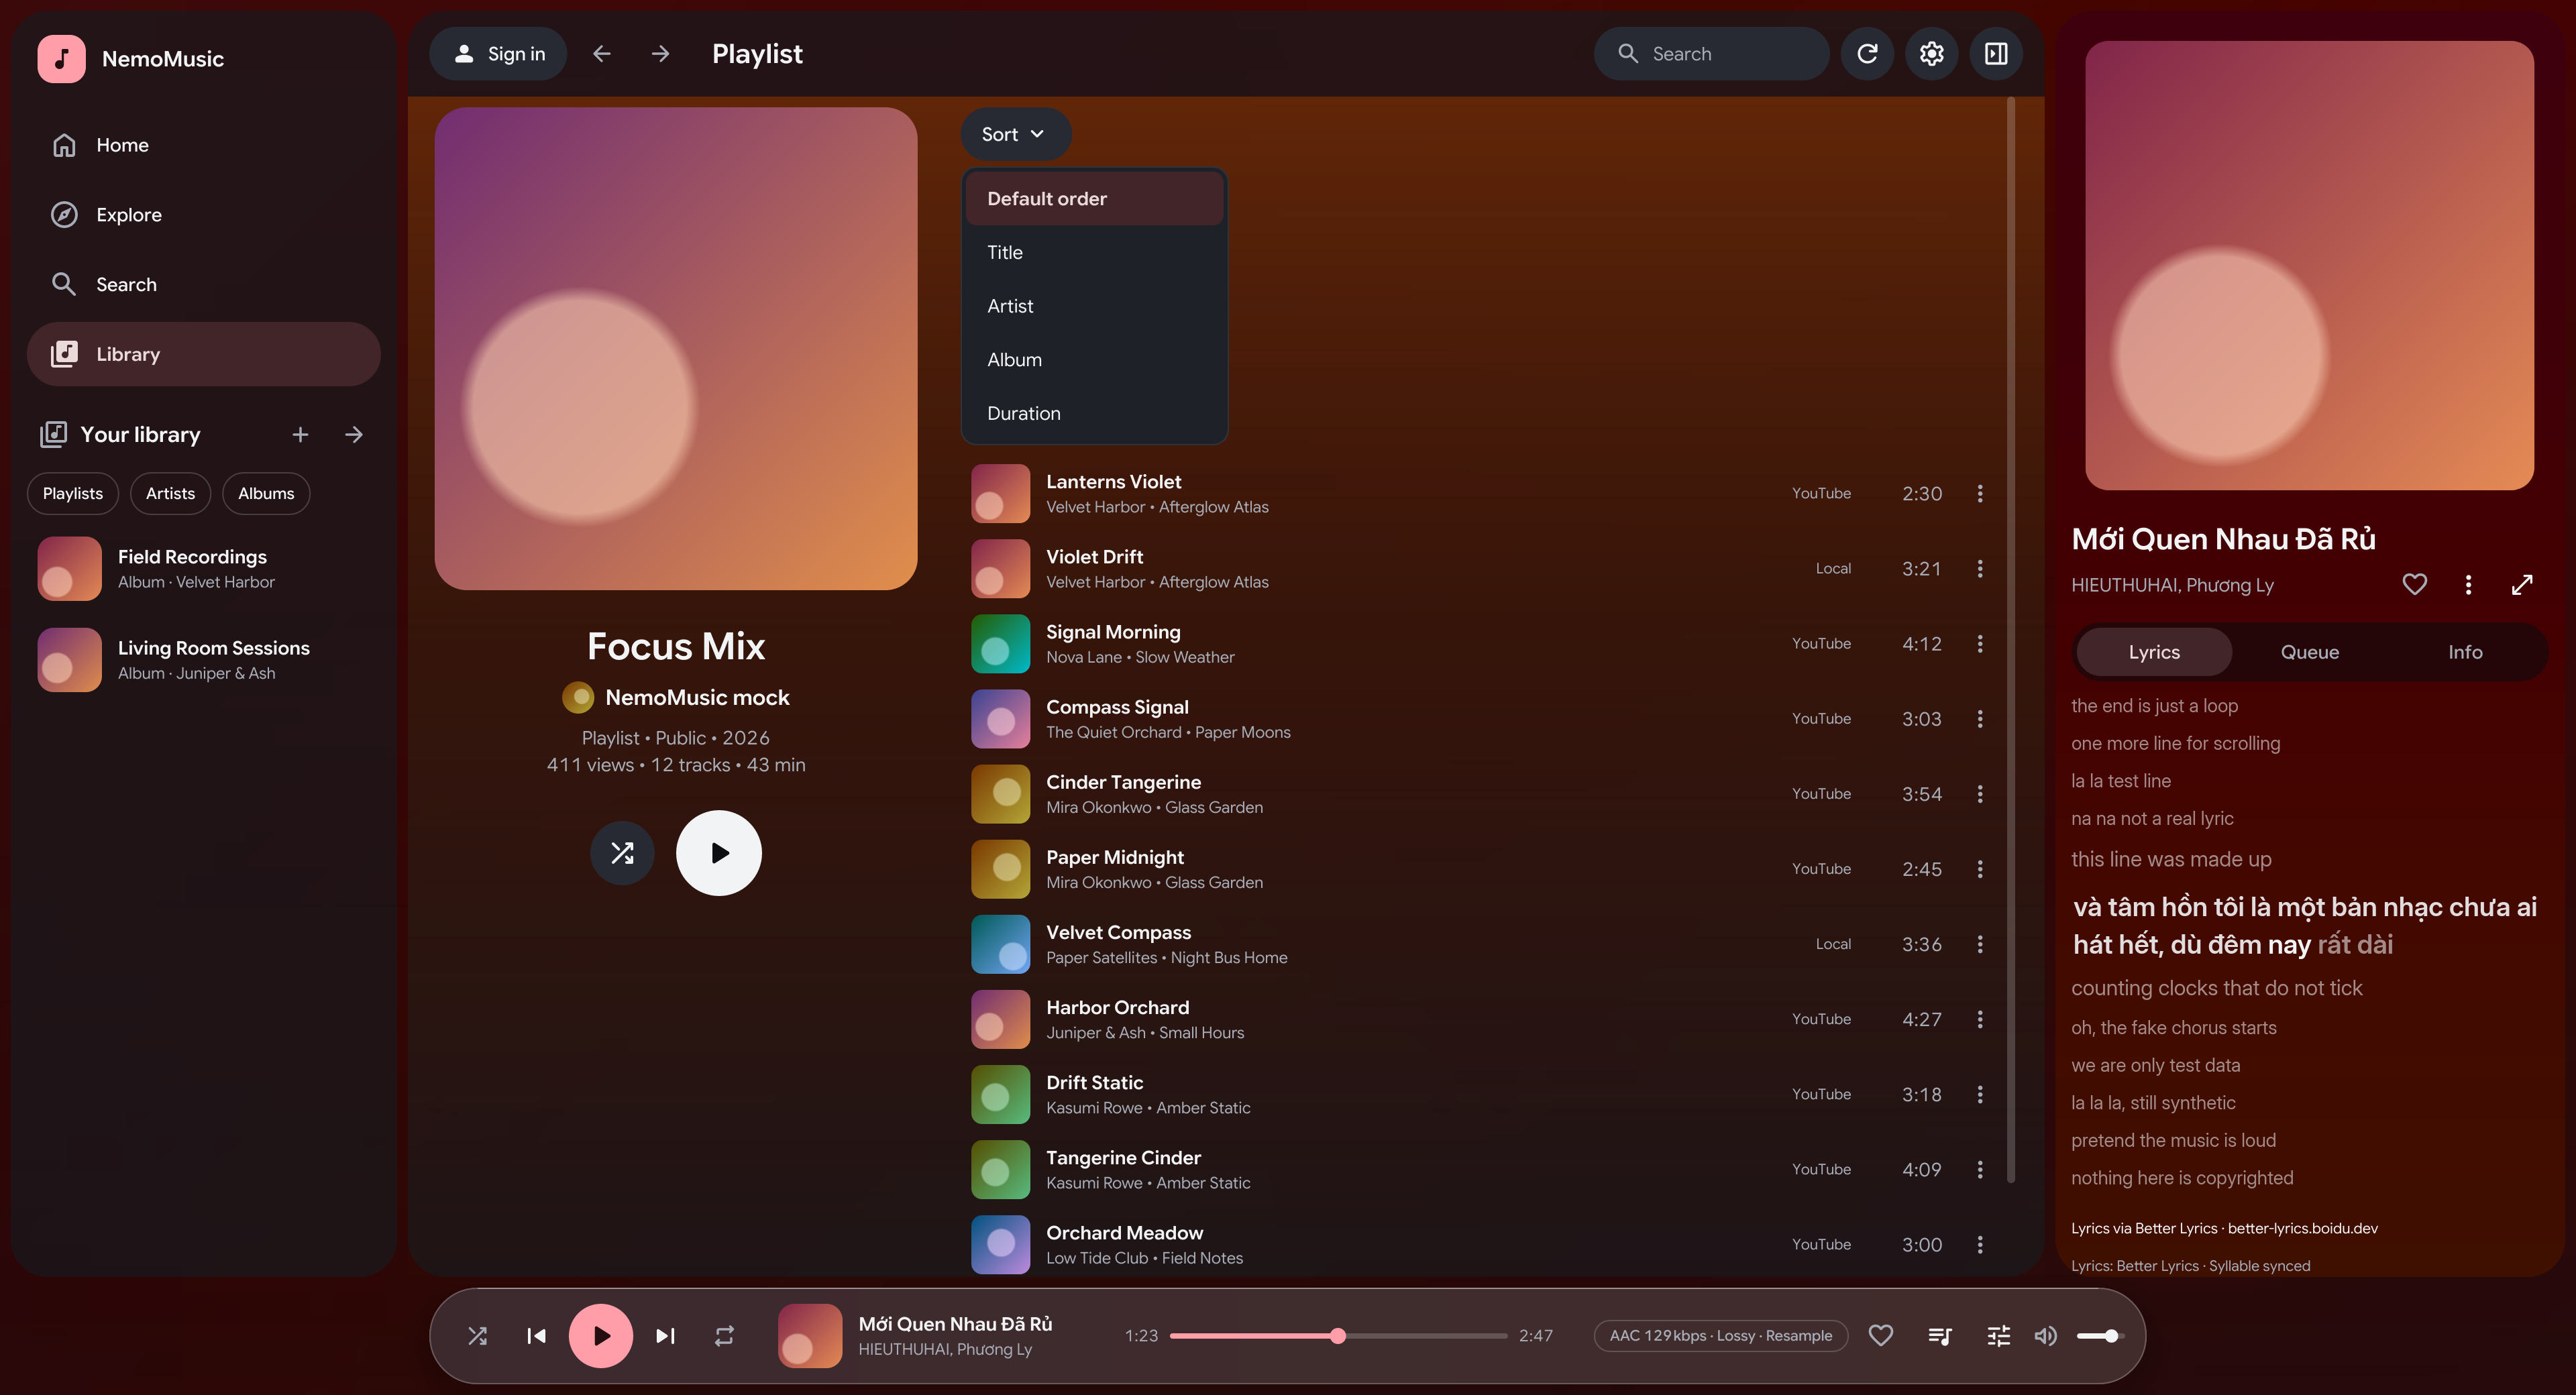 NemoMusic
Home
Explore
Search
Library
Your library
Playlists
Artists
Albums
Field Recordings
Album · Velvet Harbor
Living Room Sessions
Album · Juniper & Ash
Sign in
Playlist
Search
Focus Mix
NemoMusic mock
Playlist • Public • 2026
411 views • 12 tracks • 43 min
Sort
Default order
Title
Artist
Album
Duration
Lanterns Violet
Velvet Harbor • Afterglow Atlas
YouTube
2:30
Violet Drift
Velvet Harbor • Afterglow Atlas
Local
3:21
Signal Morning
Nova Lane • Slow Weather
YouTube
4:12
Compass Signal
The Quiet Orchard • Paper Moons
YouTube
3:03
Cinder Tangerine
Mira Okonkwo • Glass Garden
YouTube
3:54
Paper Midnight
Mira Okonkwo • Glass Garden
YouTube
2:45
Velvet Compass
Paper Satellites • Night Bus Home
Local
3:36
Harbor Orchard
Juniper & Ash • Small Hours
YouTube
4:27
Drift Static
Kasumi Rowe • Amber Static
YouTube
3:18
Tangerine Cinder
Kasumi Rowe • Amber Static
YouTube
4:09
Orchard Meadow
Low Tide Club • Field Notes
YouTube
3:00
Mới Quen Nhau Đã Rủ
HIEUTHUHAI, Phương Ly
Lyrics
Queue
Info
the end is just a loop
one more line for scrolling
la la test line
na na not a real lyric
this line was made up
và tâm hồn tôi là một bản nhạc chưa ai
hát hết, dù đêm nay rất dài
counting clocks that do not tick
oh, the fake chorus starts
we are only test data
la la la, still synthetic
pretend the music is loud
nothing here is copyrighted
Lyrics via Better Lyrics · better-lyrics.boidu.dev
Lyrics: Better Lyrics · Syllable synced
Mới Quen Nhau Đã Rủ
HIEUTHUHAI, Phương Ly
1:23
2:47
AAC 129 kbps · Lossy · Resample